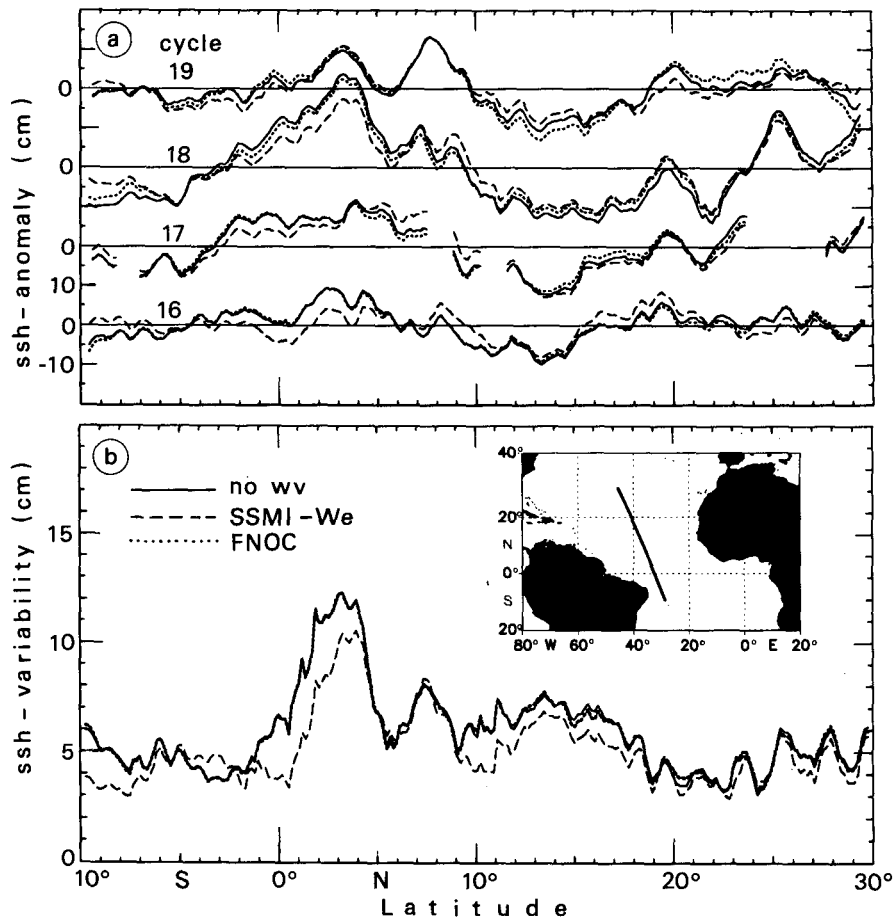 a
cycle
19
0
18
0
17
0
10
16
0
-10
ssh-anomaly (cm)
b
no wv
SSMI-We
FNOC
15
10
5
0
ssh-variability (cm)
40°
20°
N
0°
S
20°
80° W 60° 40° 20° 0° E 20°
10° S 0° N 10° 20° 30°
Latitude